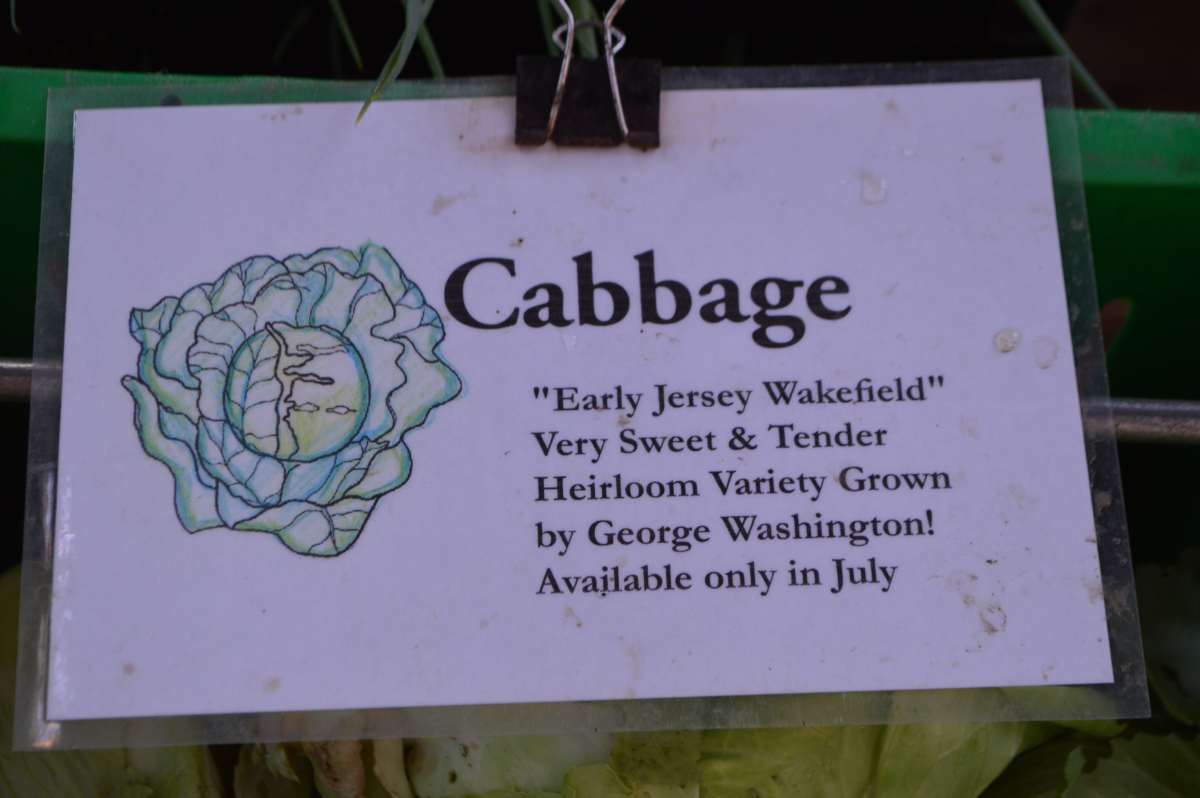 Cabbage
"Early Jersey Wakefield"
Very Sweet & Tender
Heirloom Variety Grown
by George Washington!
Available only in July